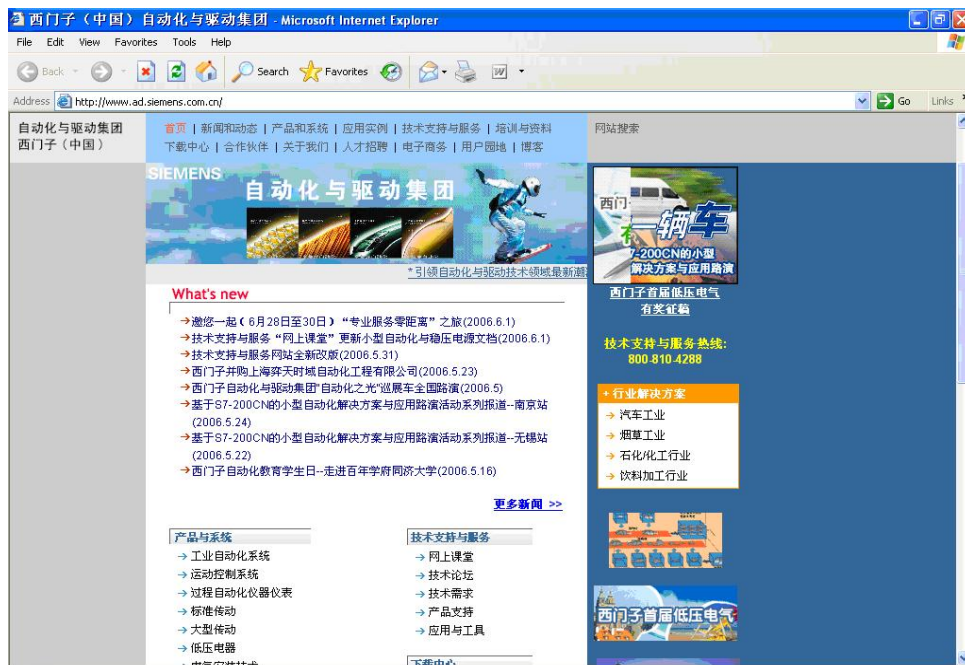 西门子（中国）自动化与驱动集团 - Microsoft Internet Explorer
File Edit View Favorites Tools Help
Back Search Favorites
Address http://www.ad.siemens.com.cn/ Go Links
自动化与驱动集团
西门子（中国）
首页 | 新闻和动态 | 产品和系统 | 应用实例 | 技术支持与服务 | 培训与资料
下载中心 | 合作伙伴 | 关于我们 | 人才招聘 | 电子商务 | 用户园地 | 博客
网站搜索
SIEMENS
自动化与驱动集团
*引领自动化与驱动技术领域最新潮
What's new
→邀您一起（6月28日至30日）“专业服务零距离”之旅(2006.6.1)
→技术支持与服务“网上课堂”更新小型自动化与稳压电源文档(2006.6.1)
→技术支持与服务网站全新改版(2006.5.31)
→西门子并购上海弈天时域自动化工程有限公司(2006.5.23)
→西门子自动化与驱动集团"自动化之光"巡展车全国路演(2006.5)
→基于S7-200CN的小型自动化解决方案与应用路演活动系列报道--南京站
(2006.5.24)
→基于S7-200CN的小型自动化解决方案与应用路演活动系列报道--无锡站
(2006.5.22)
→西门子自动化教育学生日--走进百年学府同济大学(2006.5.16)
更多新闻 >>
产品与系统
→工业自动化系统
→运动控制系统
→过程自动化仪器仪表
→标准传动
→大型传动
→低压电器
→电气安装技术
技术支持与服务
→网上课堂
→技术论坛
→技术需求
→产品支持
→应用与工具
下载中心
西门
一辆车
7-200CN的小型
解决方案与应用路演
西门子首届低压电气
有奖征稿
技术支持与服务热线:
800-810-4288
+行业解决方案
→汽车工业
→烟草工业
→石化/化工行业
→饮料加工行业
西门子首届低压电气